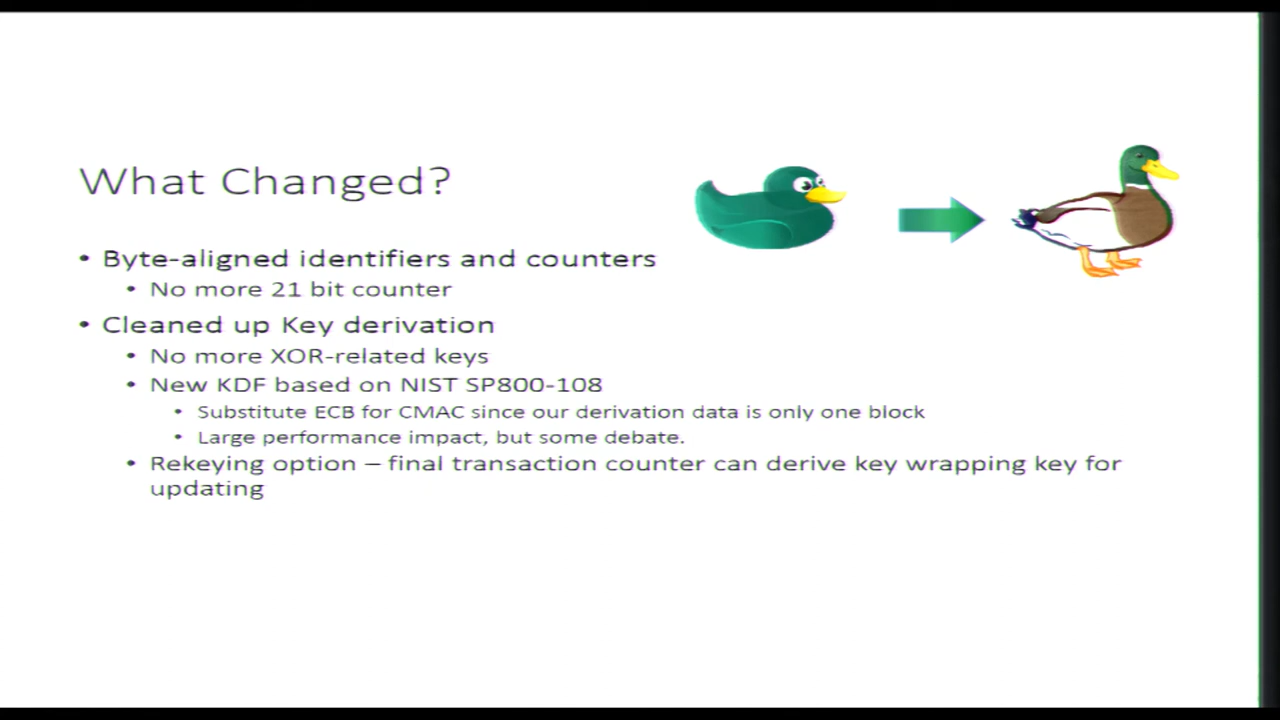 What Changed?
• Byte-aligned identifiers and counters
• No more 21 bit counter
• Cleaned up Key derivation
• No more XOR-related keys
• New KDF based on NIST SP800-108
• Substitute ECB for CMAC since our derivation data is only one block
• Large performance impact, but some debate.
• Rekeying option – final transaction counter can derive key wrapping key for
updating